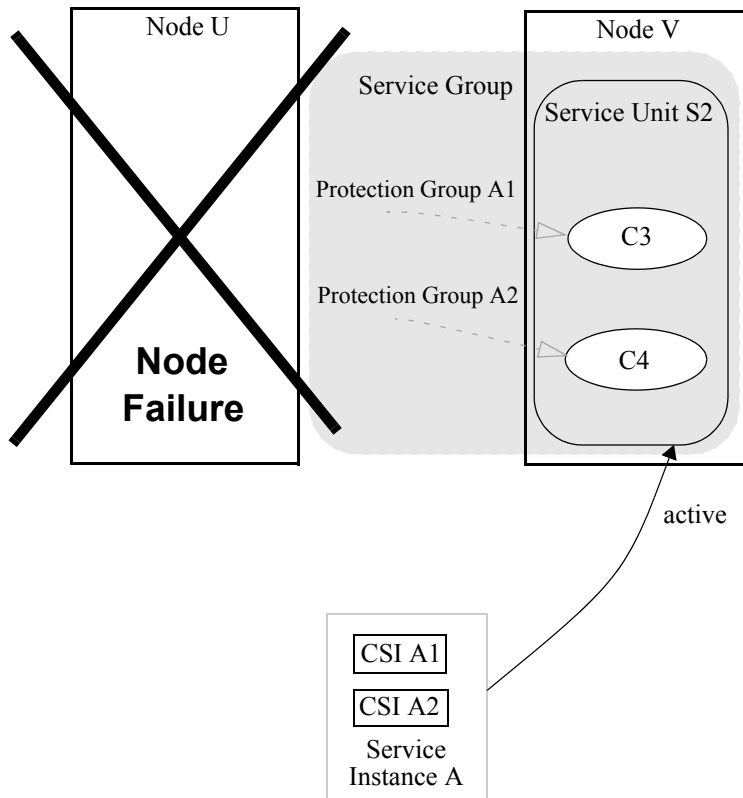 Node U
Node V
Service Group
Service Unit S2
Protection Group A1
C3
Protection Group A2
C4
Node
Failure
active
CSI A1
CSI A2
Service
Instance A